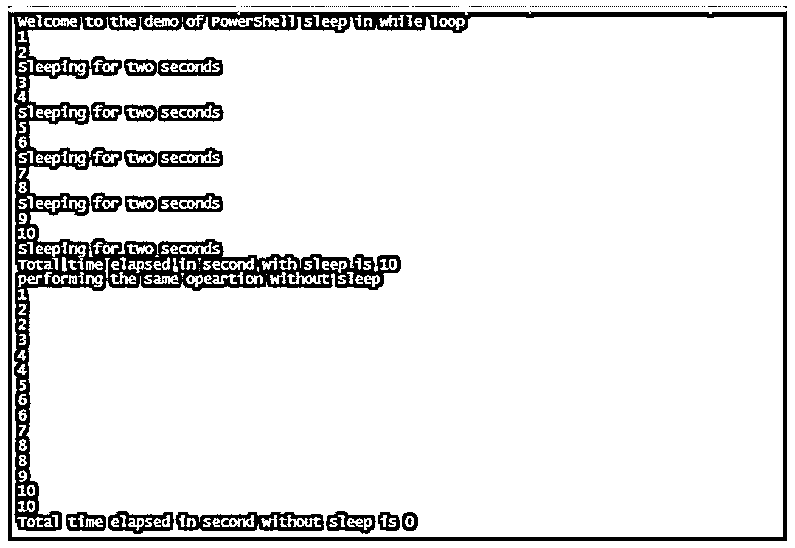 Welcome to the demo of PowerShell sleep in while loop
1
2
Sleeping for two seconds
3
4
Sleeping for two seconds
5
6
Sleeping for two seconds
7
8
Sleeping for two seconds
9
10
Sleeping for two seconds
Total time elapsed in second with sleep is 10
performing the same opeartion without sleep
1
2
2
3
4
4
5
6
6
7
8
8
9
10
10
Total time elapsed in second without sleep is 0